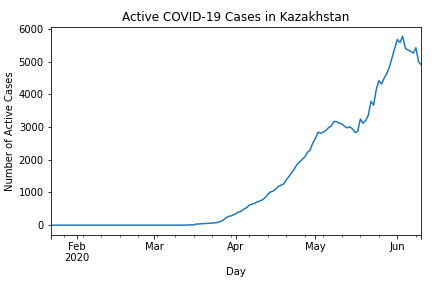 Active COVID-19 Cases in Kazakhstan
6000
5000
4000
3000
2000
1000
0
Number of Active Cases
Feb
2020
Mar
Apr
May
Jun
Day